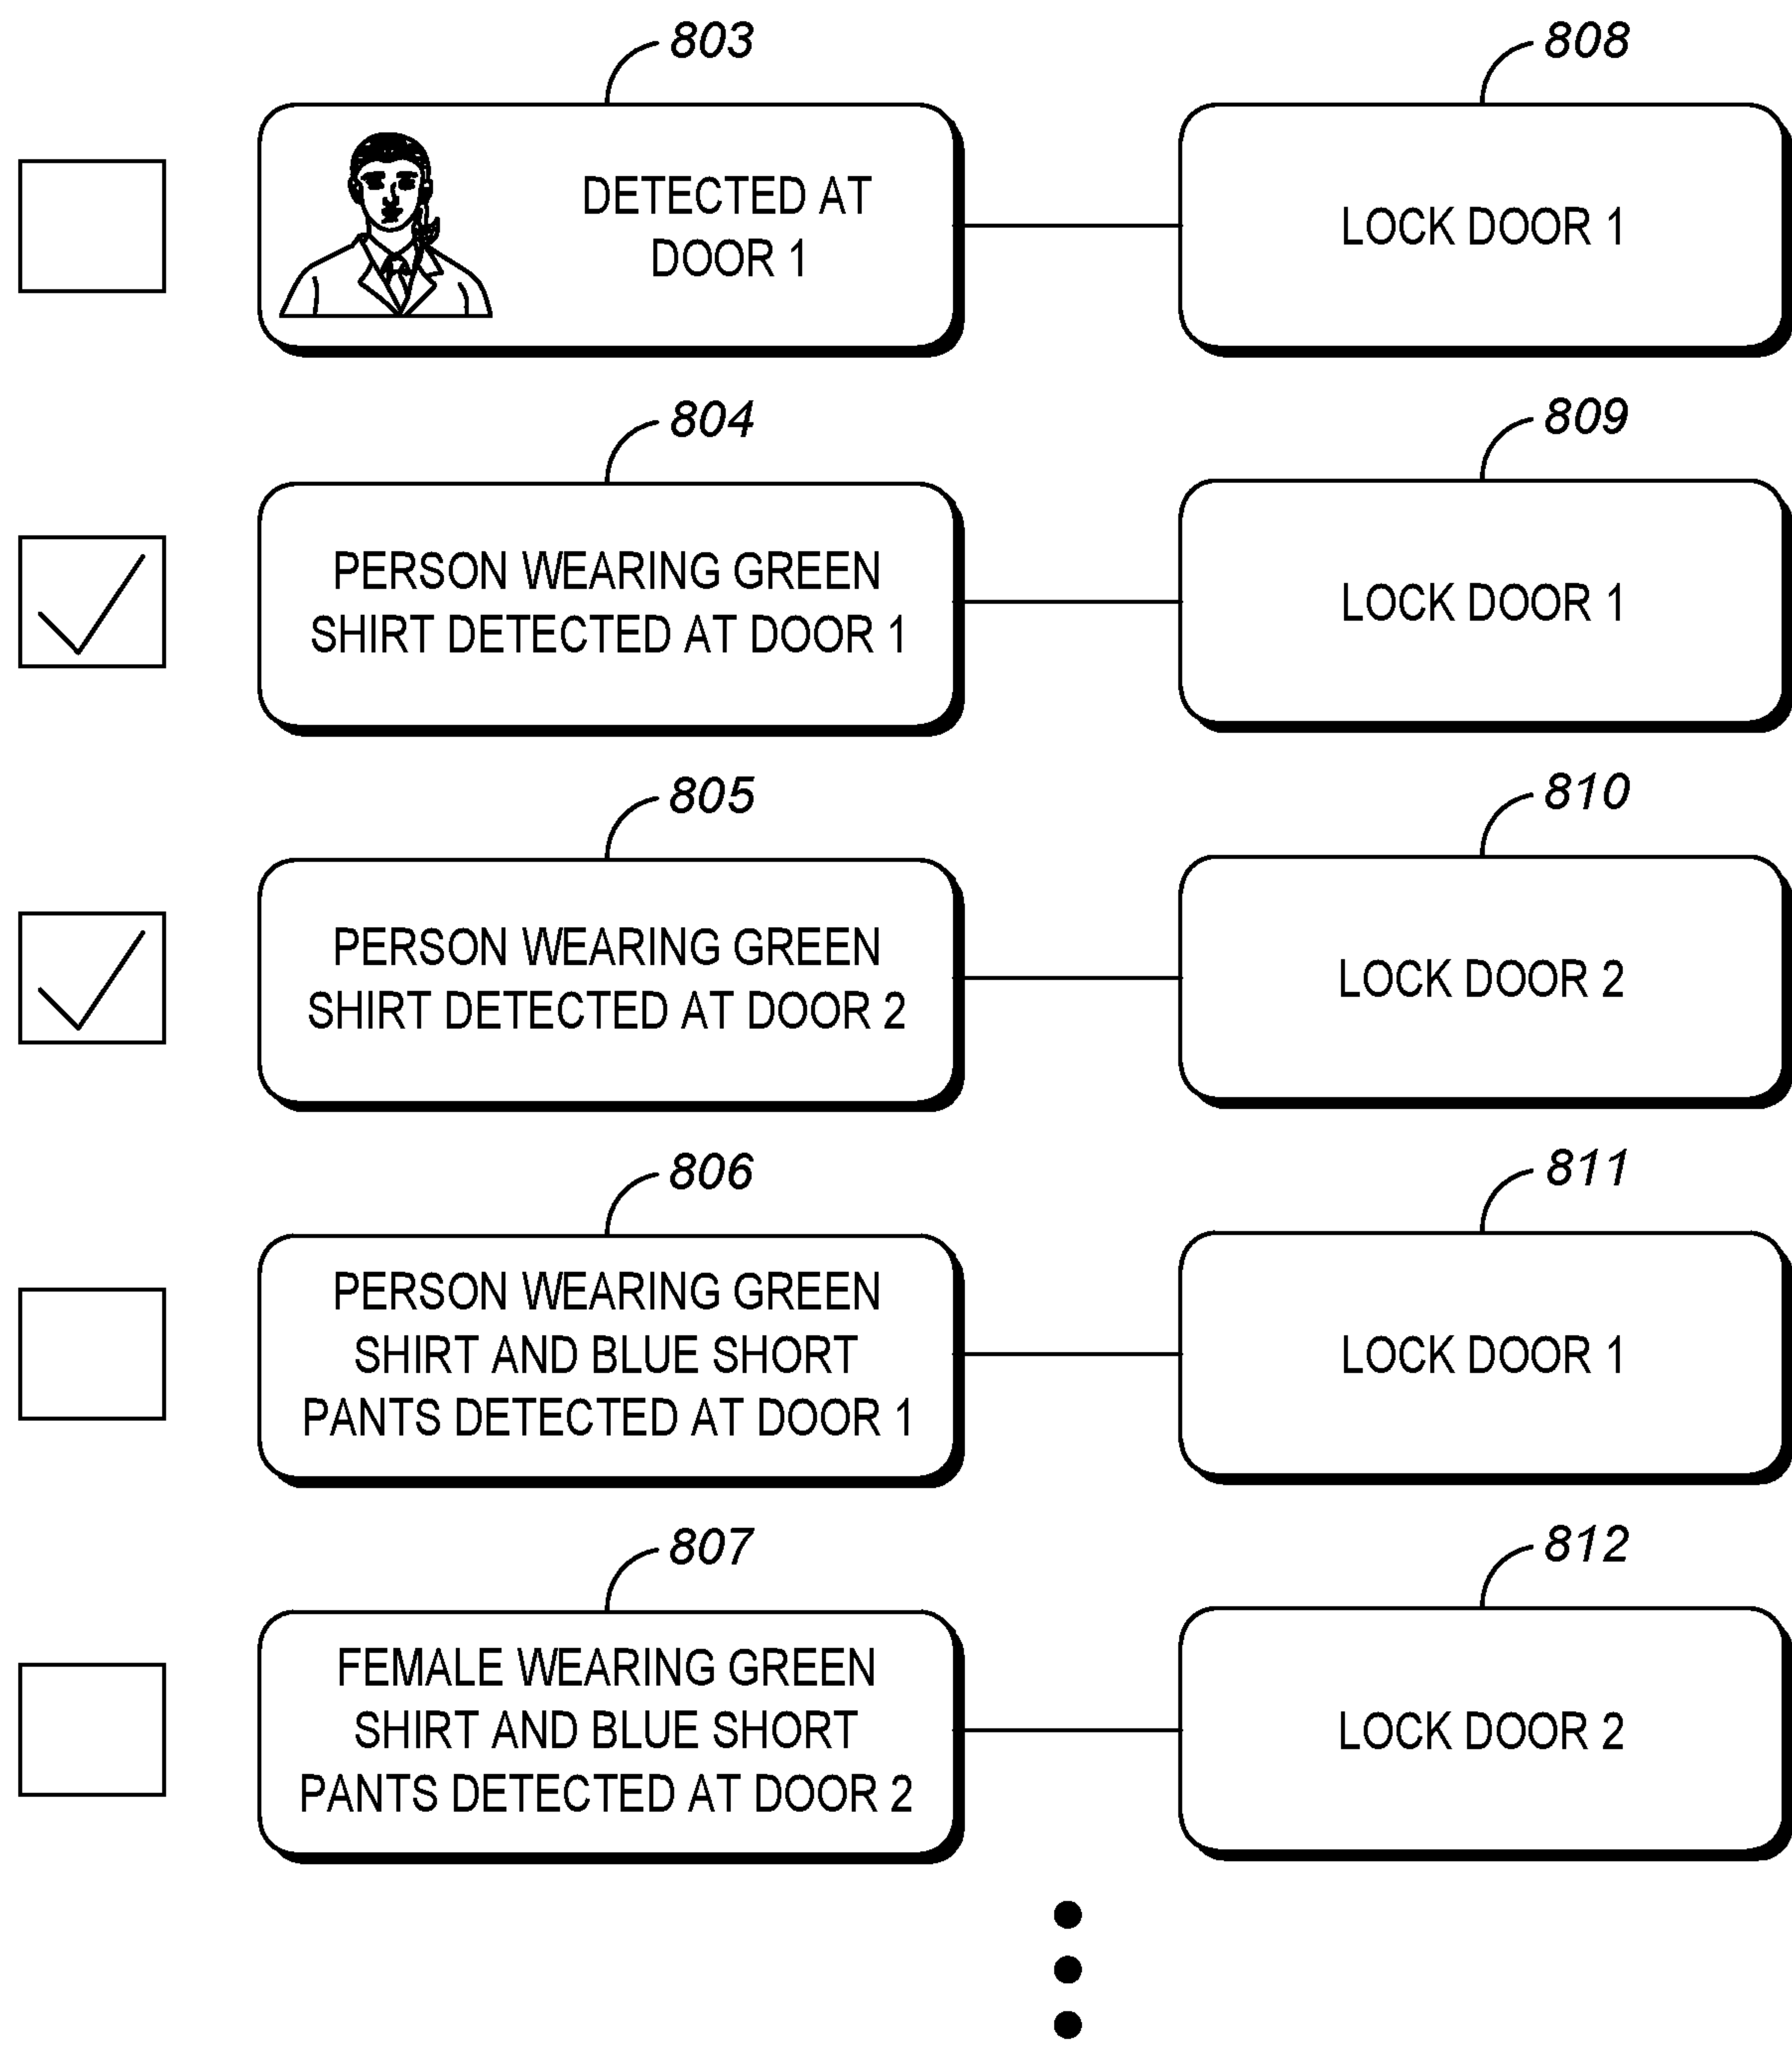 803
808
DETECTED AT
DOOR 1
LOCK DOOR 1
804
809
PERSON WEARING GREEN
SHIRT DETECTED AT DOOR 1
LOCK DOOR 1
805
810
PERSON WEARING GREEN
SHIRT DETECTED AT DOOR 2
LOCK DOOR 2
806
811
PERSON WEARING GREEN
SHIRT AND BLUE SHORT
PANTS DETECTED AT DOOR 1
LOCK DOOR 1
807
812
FEMALE WEARING GREEN
SHIRT AND BLUE SHORT
PANTS DETECTED AT DOOR 2
LOCK DOOR 2